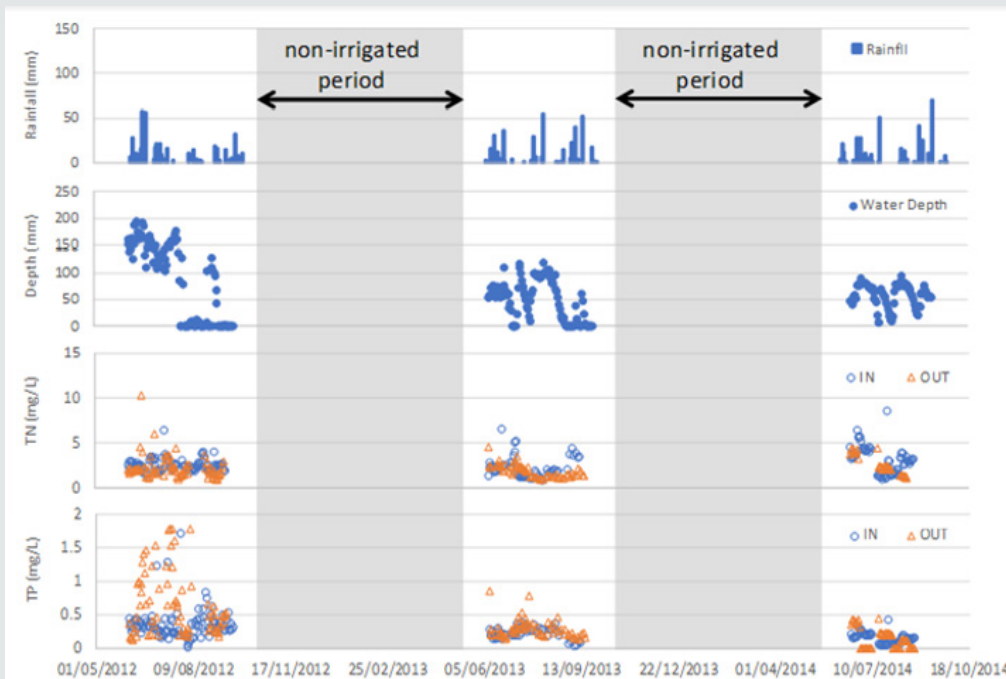 150
non-irrigated period
non-irrigated period
Rainfll
100
50
0
Rainfall (mm)
250
Water Depth
200
150
100
50
0
Depth (mm)
15
IN OUT
10
5
0
TN (mg/L)
2
IN OUT
1.5
1
0.5
0
TP (mg/L)
01/05/2012 09/08/2012 17/11/2012 25/02/2013 05/06/2013 13/09/2013 22/12/2013 01/04/2014 10/07/2014 18/10/2014